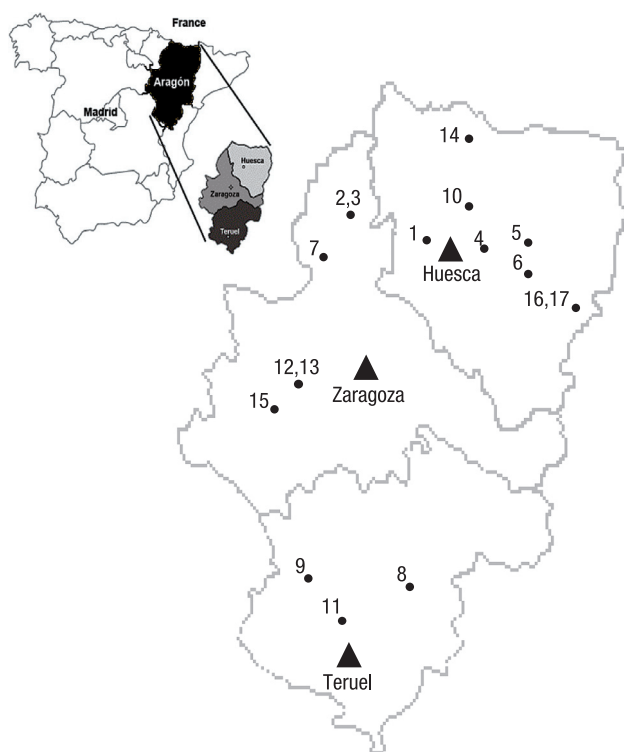 France
Aragón
Madrid
Huesca
Zaragoza
Teruel
14
10
2,3
1
4
5
7
Huesca
6
16,17
12,13
Zaragoza
15
9
8
11
Teruel